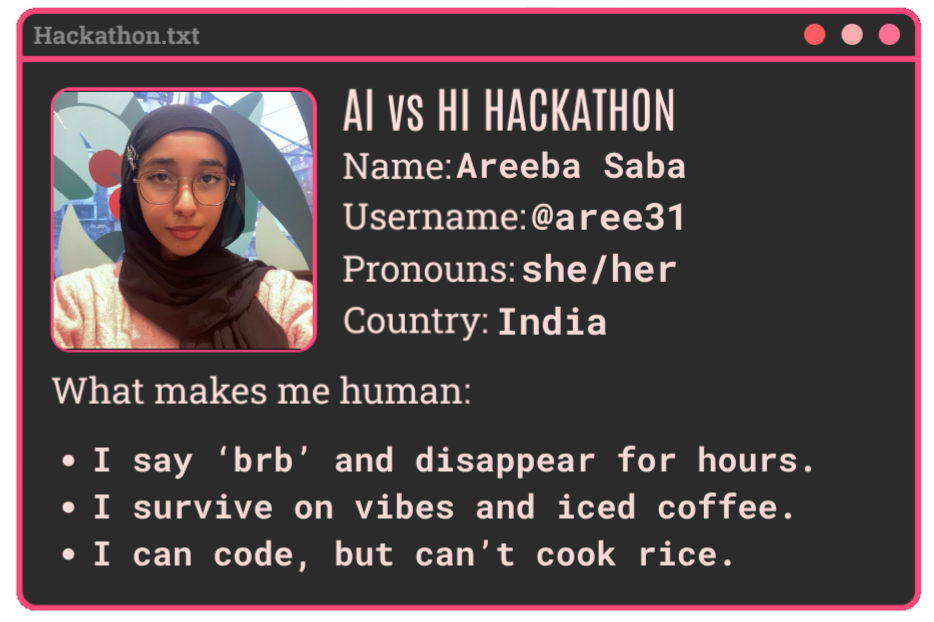 Hackathon.txt
AI vs HI HACKATHON
Name: Areeba Saba
Username: @aree31
Pronouns: she/her
Country: India
What makes me human:
• I say ‘brb’ and disappear for hours.
• I survive on vibes and iced coffee.
• I can code, but can’t cook rice.